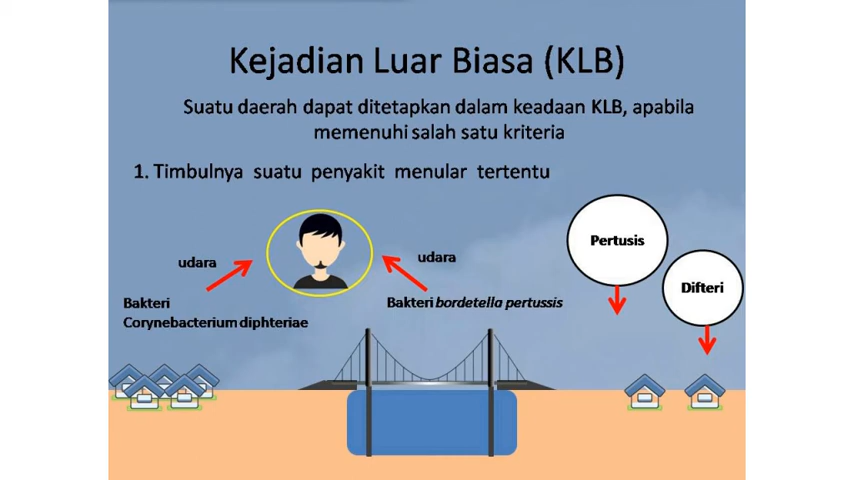 Kejadian Luar Biasa (KLB)
Suatu daerah dapat ditetapkan dalam keadaan KLB, apabila
memenuhi salah satu kriteria
1. Timbulnya suatu penyakit menular tertentu
udara
udara
Bakteri
Corynebacterium diphteriae
Bakteri bordetella pertussis
Pertusis
Difteri